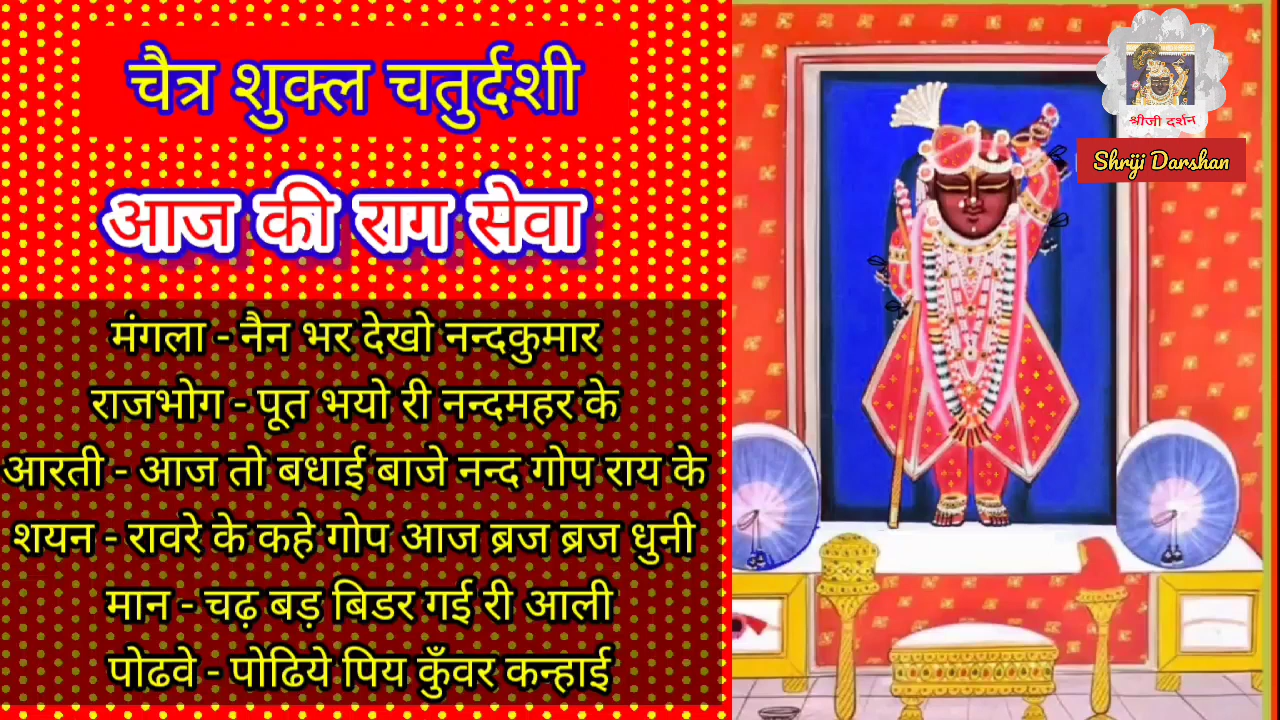 चैत्र शुक्ल चतुर्दशी
आज की राग सेवा
मंगला - नैन भर देखो नन्दकुमार
राजभोग - पूत भयो री नन्दमहर के
आरती - आज तो बधाई बाजे नन्द गोप राय के
शयन - रावरे के कहे गोप आज ब्रज ब्रज धुनी
मान - चढ़ बड़ बिडर गई री आली
पोढवे - पोढिये पिय कुँवर कन्हाई
श्रीजी दर्शन
Shriji Darshan